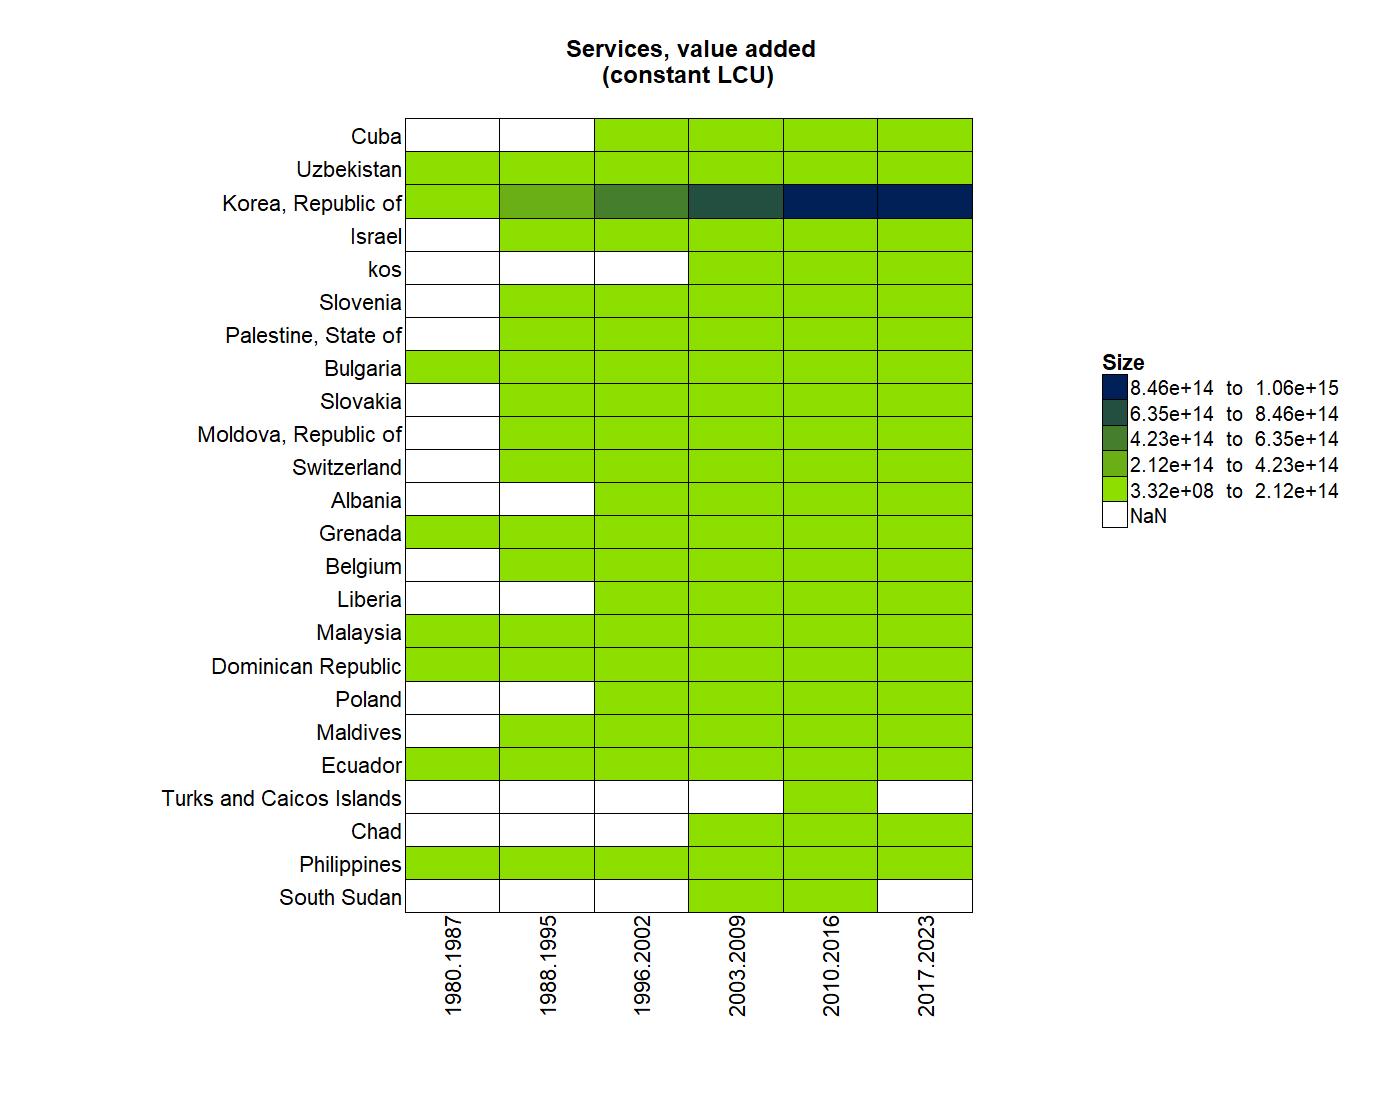 Services, value added
(constant LCU)
Cuba
Uzbekistan
Korea, Republic of
Israel
kos
Slovenia
Palestine, State of
Bulgaria
Slovakia
Moldova, Republic of
Switzerland
Albania
Grenada
Belgium
Liberia
Malaysia
Dominican Republic
Poland
Maldives
Ecuador
Turks and Caicos Islands
Chad
Philippines
South Sudan
1980.1987
1988.1995
1996.2002
2003.2009
2010.2016
2017.2023
Size
8.46e+14 to 1.06e+15
6.35e+14 to 8.46e+14
4.23e+14 to 6.35e+14
2.12e+14 to 4.23e+14
3.32e+08 to 2.12e+14
NaN